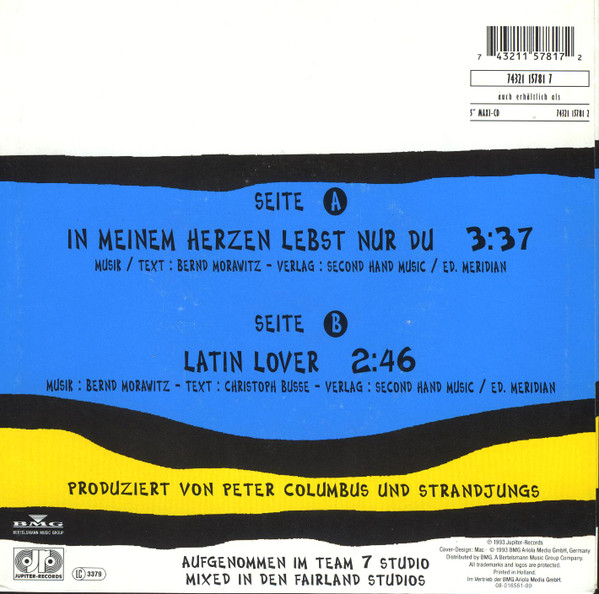 7 43211 57817 2
74321 15781 7
auch erhältlich als
5" MAXI-CD 74321 15781 2
SEITE A
IN MEINEM HERZEN LEBST NUR DU 3:37
MUSIK / TEXT : BERND MORAWITZ - VERLAG : SECOND HAND MUSIC / ED. MERIDIAN
SEITE B
LATIN LOVER 2:46
MUSIK : BERND MORAWITZ - TEXT : CHRISTOPH BUSSE - VERLAG : SECOND HAND MUSIC / ED. MERIDIAN
PRODUZIERT VON PETER COLUMBUS UND STRANDJUNGS
BMG
BERTELSMANN MUSIC GROUP
JUPITER-RECORDS
LC 3379
AUFGENOMMEN IM TEAM 7 STUDIO
MIXED IN DEN FAIRLAND STUDIOS
℗ 1993 Jupiter-Records
Cover-Design: Mac · © 1993 BMG Ariola Media GmbH, Germany
Distributed by BMG. A Bertelsmann Music Group Company.
All trademarks and logos are protected.
Printed in Holland.
Im Vertrieb der BMG Ariola Media GmbH.
08-016561-20